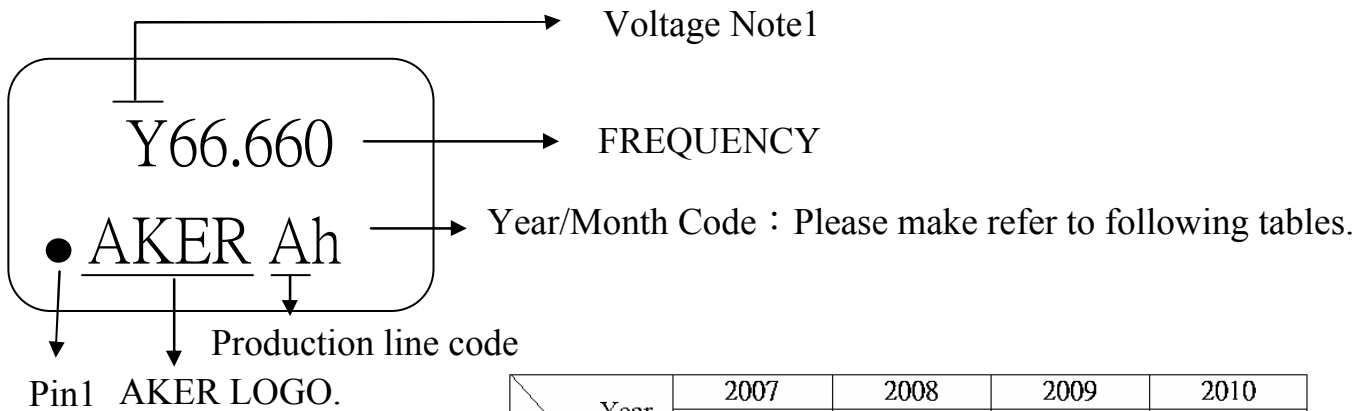 Voltage Note1
Y66.660
FREQUENCY
AKER Ah
Year/Month Code：Please make refer to following tables.
Production line code
Pin1 AKER LOGO.
Year 2007 2008 2009 2010